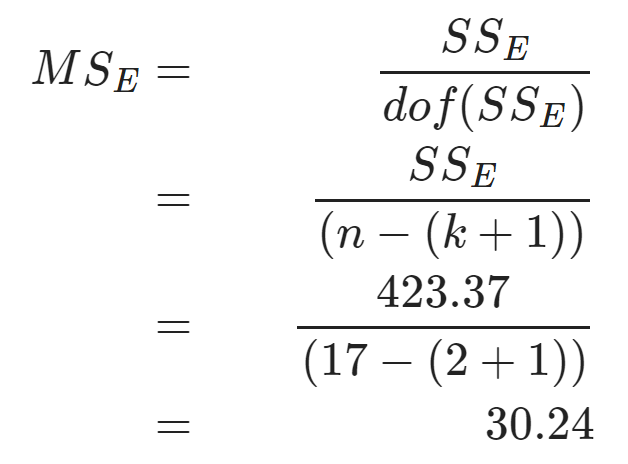 MS_E = SS_E / dof(SS_E)
= SS_E / (n − (k + 1))
= 423.37 / (17 − (2 + 1))
= 30.24